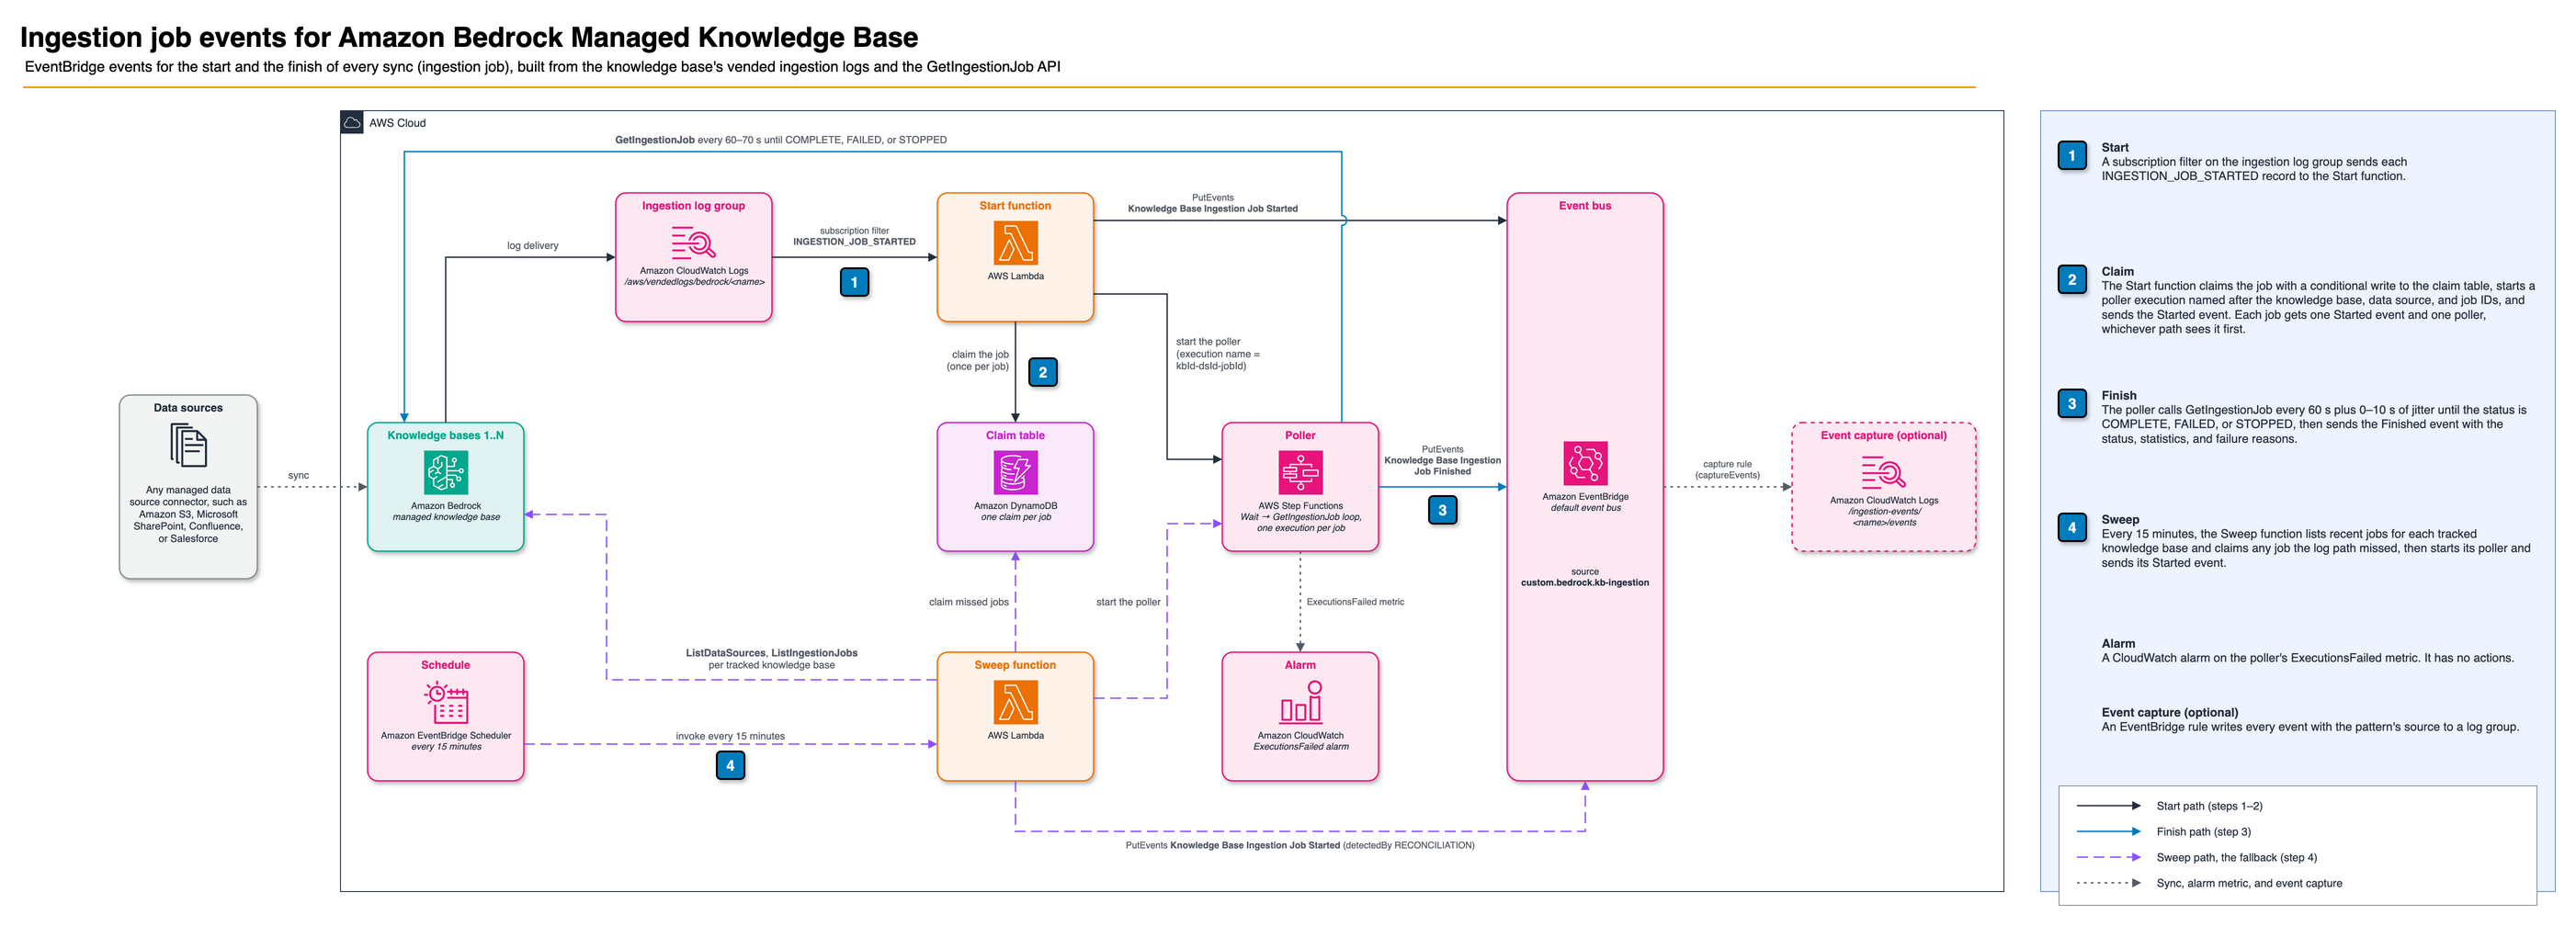 Ingestion job events for Amazon Bedrock Managed Knowledge Base
EventBridge events for the start and the finish of every sync (ingestion job), built from the knowledge base's vended ingestion logs and the GetIngestionJob API
AWS Cloud
GetIngestionJob every 60–70 s until COMPLETE, FAILED, or STOPPED
Ingestion log group
Amazon CloudWatch Logs
/aws/vendedlogs/bedrock/<name>
log delivery
subscription filter
INGESTION_JOB_STARTED
1
Start function
AWS Lambda
PutEvents
Knowledge Base Ingestion Job Started
claim the job
(once per job)
2
start the poller
(execution name =
kbId-dsId-jobId)
Data sources
Any managed data
source connector, such as
Amazon S3, Microsoft
SharePoint, Confluence,
or Salesforce
sync
Knowledge bases 1..N
Amazon Bedrock
managed knowledge base
Claim table
Amazon DynamoDB
one claim per job
Poller
AWS Step Functions
Wait → GetIngestionJob loop,
one execution per job
PutEvents
Knowledge Base Ingestion
Job Finished
3
Event bus
Amazon EventBridge
default event bus
source
custom.bedrock.kb-ingestion
capture rule
(captureEvents)
Event capture (optional)
Amazon CloudWatch Logs
/ingestion-events/
<name>/events
claim missed jobs
start the poller
ExecutionsFailed metric
ListDataSources, ListIngestionJobs
per tracked knowledge base
Schedule
Amazon EventBridge Scheduler
every 15 minutes
invoke every 15 minutes
4
Sweep function
AWS Lambda
Alarm
Amazon CloudWatch
ExecutionsFailed alarm
PutEvents Knowledge Base Ingestion Job Started (detectedBy RECONCILIATION)
1
Start
A subscription filter on the ingestion log group sends each
INGESTION_JOB_STARTED record to the Start function.
2
Claim
The Start function claims the job with a conditional write to the claim table, starts a
poller execution named after the knowledge base, data source, and job IDs, and
sends the Started event. Each job gets one Started event and one poller,
whichever path sees it first.
3
Finish
The poller calls GetIngestionJob every 60 s plus 0–10 s of jitter until the status is
COMPLETE, FAILED, or STOPPED, then sends the Finished event with the
status, statistics, and failure reasons.
4
Sweep
Every 15 minutes, the Sweep function lists recent jobs for each tracked
knowledge base and claims any job the log path missed, then starts its poller and
sends its Started event.
Alarm
A CloudWatch alarm on the poller's ExecutionsFailed metric. It has no actions.
Event capture (optional)
An EventBridge rule writes every event with the pattern's source to a log group.
Start path (steps 1–2)
Finish path (step 3)
Sweep path, the fallback (step 4)
Sync, alarm metric, and event capture